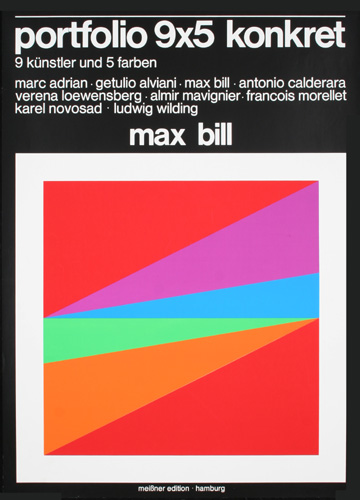 portfolio 9x5 konkret
9 künstler und 5 farben
marc adrian · getulio alviani · max bill · antonio calderara
verena loewensberg · almir mavignier · francois morellet
karel novosad · ludwig wilding
max bill
meißner edition · hamburg